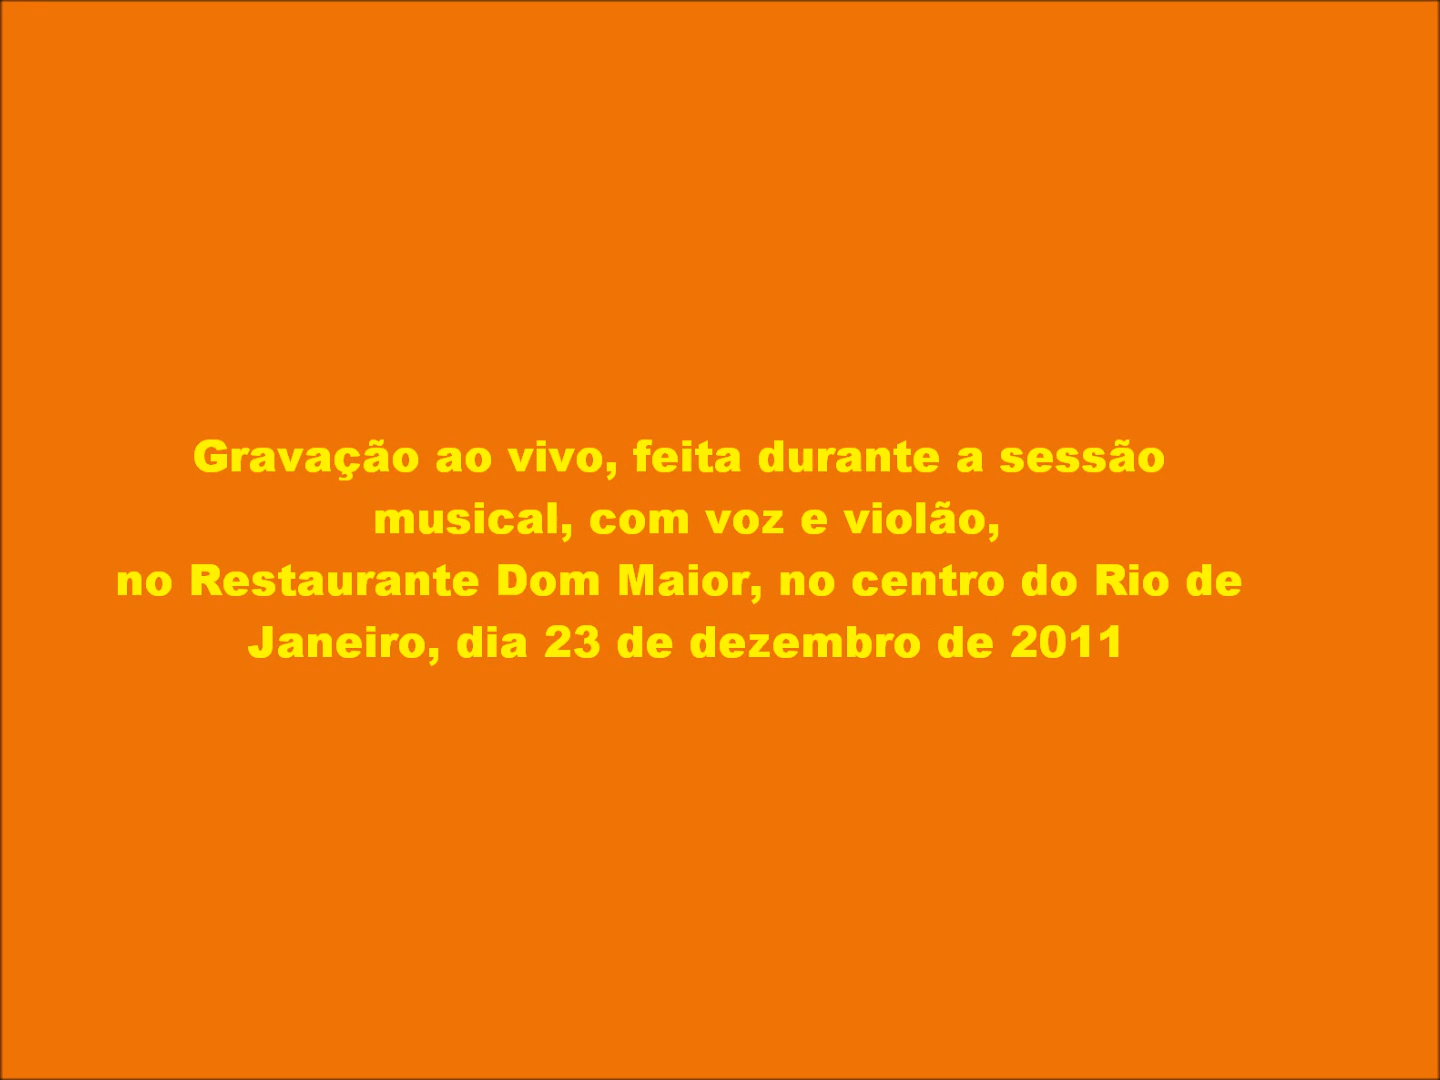 Gravação ao vivo, feita durante a sessão
musical, com voz e violão,
no Restaurante Dom Maior, no centro do Rio de
Janeiro, dia 23 de dezembro de 2011